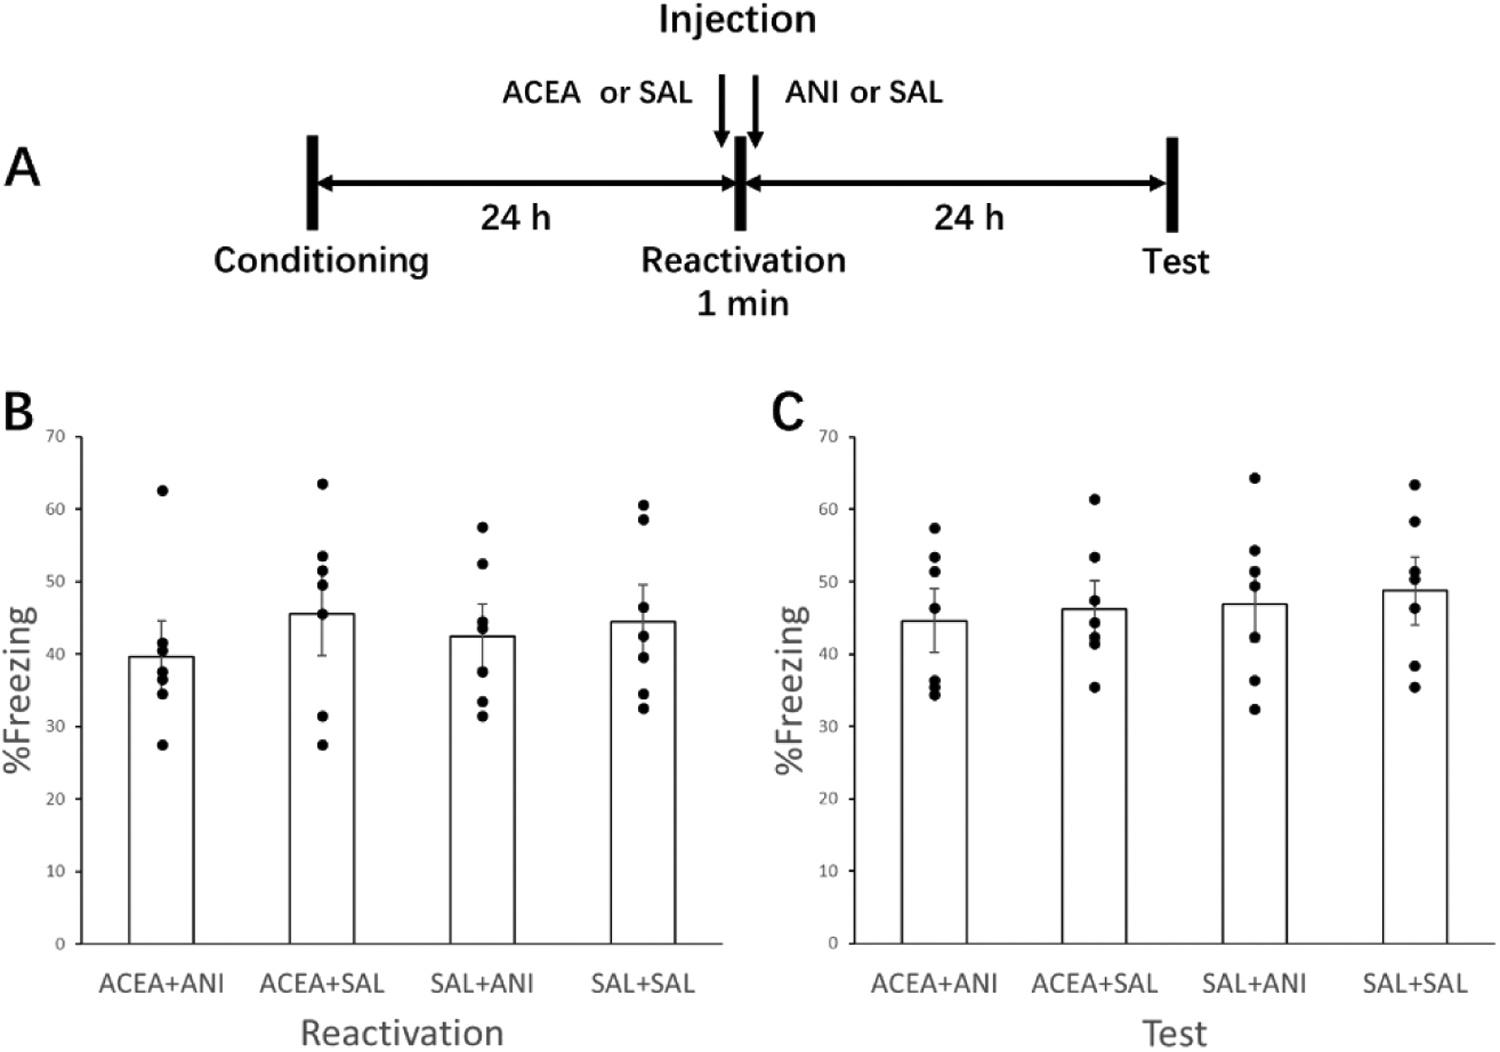 Injection
ACEA or SAL
ANI or SAL
A
24 h
24 h
Conditioning
Reactivation
1 min
Test
B
70
60
50
40
30
20
10
0
%Freezing
ACEA+ANI
ACEA+SAL
SAL+ANI
SAL+SAL
Reactivation
C
70
60
50
40
30
20
10
0
%Freezing
ACEA+ANI
ACEA+SAL
SAL+ANI
SAL+SAL
Test